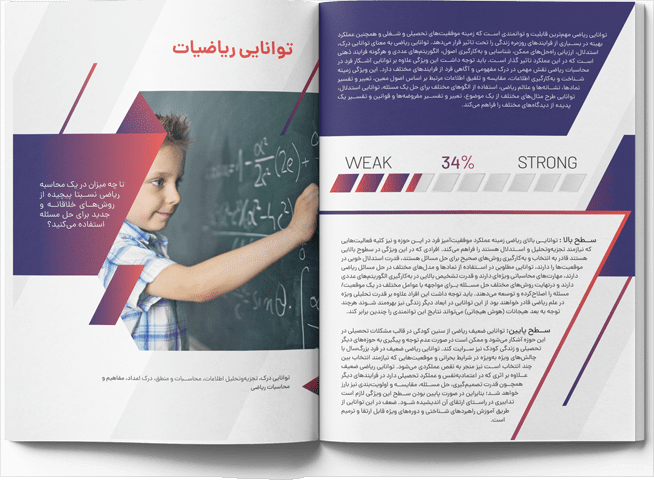 توانایی ریاضیات
تا چه میزان در یک محاسبه
ریاضی نسبتا پیچیده از
روش‌های خلاقانه و
جدید برای حل مسئله
استفاده می‌کنید؟
توانایی درک، تجزیه‌وتحلیل اطلاعات، محاسبات و منطق، درک اعداد، مفاهیم و
محاسبات ریاضی
توانایی ریاضی مهم‌ترین قابلیت و توانمندی است که زمینه موفقیت‌های تحصیلی و شغلی و همچنین عملکرد
بهینه در بسیاری از فرایندهای روزمره زندگی را تحت تاثیر قرار می‌دهد. توانایی ریاضی به معنای توانایی درک،
استدلال، ارزیابی راه‌حل‌های ممکن، شناسایی و به‌کارگیری اصول، الگوریتم‌های عددی و هرگونه فرایند ذهنی
است که در این عملکرد تاثیر گذار است. باید توجه داشت این ویژگی علاوه بر توانایی آشکار فرد در
محاسبات ریاضی نقش مهمی در درک مفهومی و آگاهی فرد از فرایندهای مختلف دارد. این ویژگی زمینه
شناخت و به‌کارگیری اطلاعات، مقایسه و تلفیق اطلاعات مرتبط بر اساس اصول معین، تعبیر و تفسیر
نمادها، نشانه‌ها و علائم ریاضی، استفاده از الگوهای مختلف برای حل یک مسئله، توانایی استدلال،
توانایی طرح مثال‌های مختلف از یک موضوع، تعبیر و تفسیر مفروضه‌ها و قوانین و تفسیر یک
پدیده از دیدگاه‌های مختلف را فراهم می‌کند.
WEAK 34% STRONG
سطح بالا : توانایی بالای ریاضی زمینه عملکرد موفقیت‌آمیز فرد در این حوزه و نیز کلیه فعالیت‌هایی
که نیازمند تجزیه‌وتحلیل و استدلال هستند را فراهم می‌کند. افرادی که در این ویژگی در سطوح بالایی
هستند قادر به انتخاب و به‌کارگیری روش‌های صحیح برای حل مسائل هستند، قدرت استدلال خوبی در
موقعیت‌ها را دارند، توانایی مطلوبی در استفاده از نمادها و مدل‌های مختلف در حل مسائل ریاضی
دارند، مهارت‌های محاسباتی ویژه‌ای دارند و قدرت تشخیص بالایی در به‌کارگیری الگوریتم‌های عددی
دارند و درنهایت روش‌های مختلف حل مسئله برای مواجهه با عوامل مختلف در یک موقعیت/
مسئله را اصلاح‌کرده و توسعه می‌دهند. باید توجه داشت این افراد علاوه بر قدرت تحلیلی ویژه
در علم ریاضی قادر خواهند بود از این توانایی در ابعاد دیگر زندگی نیز بهره‌مند شوند. هرچند
توجه به بعد هیجانات (هوش هیجانی) می‌تواند نتایج این توانمندی را چندین برابر کند.
سطح پایین: توانایی ضعیف ریاضی از سنین کودکی در قالب مشکلات تحصیلی در
این حوزه آشکار می‌شود و ممکن است در صورت عدم توجه و پیگیری به حوزه‌های دیگر
تحصیلی و زندگی کودک نیز سرایت کند. توانایی ریاضی ضعیف در فرد بزرگ‌سال با
چالش‌های ویژه به‌ویژه در شرایط بحرانی و موقعیت‌هایی که نیازمند انتخاب بین
چند انتخاب است نیز منجر به نقص عملکردی می‌شود. توانایی ریاضی ضعیف
علاوه بر اثری که در اعتمادبه‌نفس و عملکرد تحصیلی دارد در فرایندهای دیگر
همچون قدرت تصمیم‌گیری، حل مسئله، مقایسه و اولویت‌بندی نیز بارز
خواهد شد؛ بنابراین در صورت پایین بودن سطح این ویژگی لازم است
تدابیری در راستای ارتقای آن اندیشیده شود. ضعف در این توانایی از
طریق آموزش راهبردهای شناختی و دوره‌های ویژه قابل ارتقا و ترمیم
است.